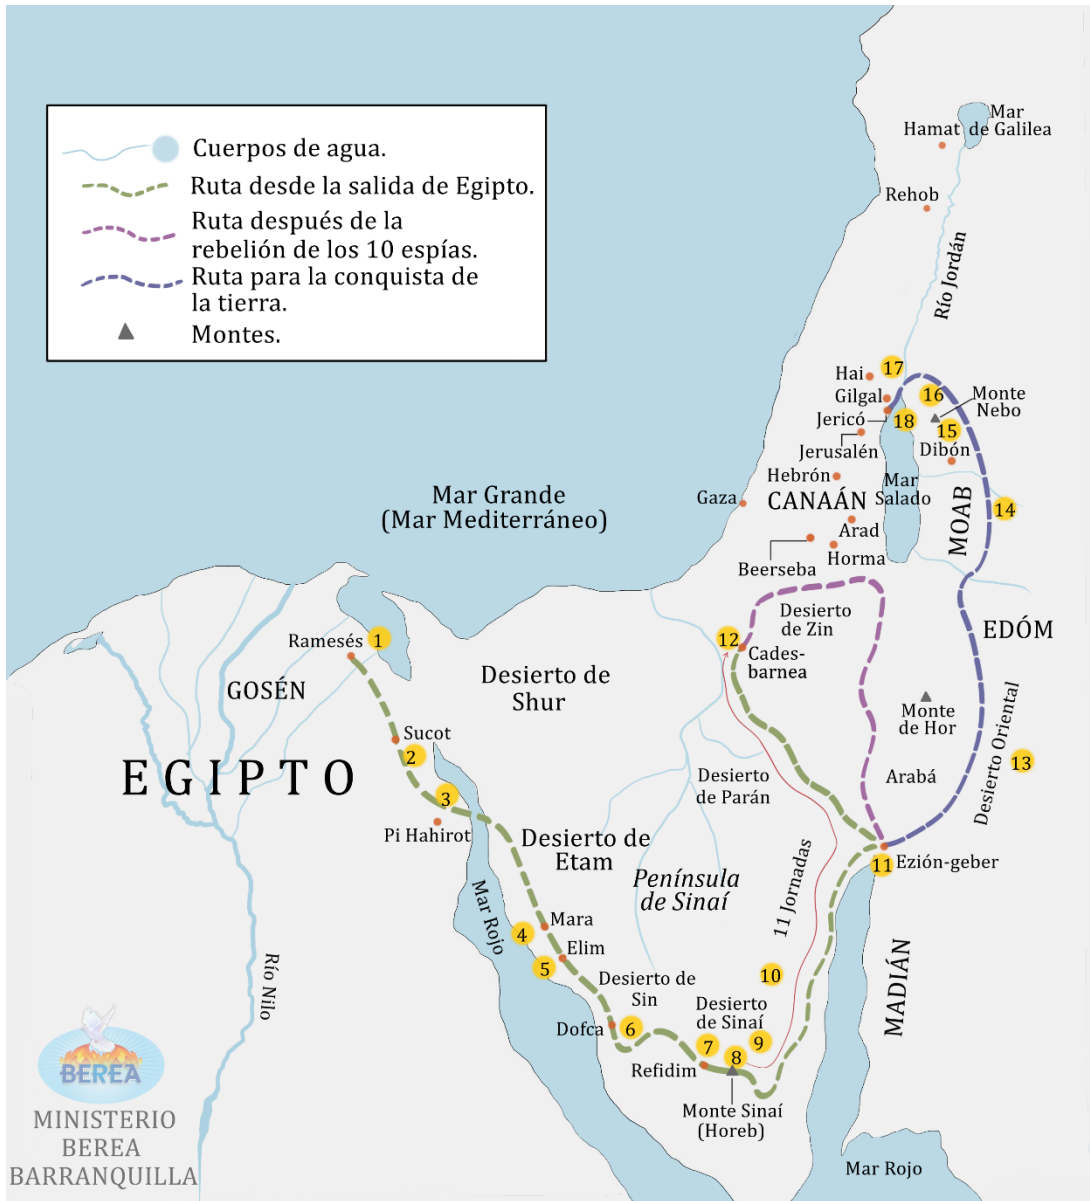 Cuerpos de agua.
Ruta desde la salida de Egipto.
Ruta después de la
rebelión de los 10 espías.
Ruta para la conquista de
la tierra.
Montes.
Mar
Hamat de Galilea
Rehob
Río Jordán
17
Hai
16
Monte
Nebo
Gilgal
Jericó
18
15
Jerusalén
Dibón
Hebrón
Mar
Salado
Gaza
CANAÁN
MOAB
14
Arad
Horma
Beerseba
Mar Grande
(Mar Mediterráneo)
Desierto
de Zin
EDÓM
Ramesés
1
12
Cades-
barnea
GOSÉN
Desierto de
Shur
Monte
de Hor
Sucot
2
EGIPTO
3
Desierto
de Parán
Arabá
Desierto Oriental
13
Pi Hahirot
Desierto de
Etam
Península
de Sinaí
11 Jornadas
11
Ezión-geber
Mar Rojo
4
Mara
5
Elim
Río Nilo
Desierto de
Sin
10
MADIÁN
Dofca
6
Desierto
de Sinaí
7
8
9
Refidim
Monte Sinaí
(Horeb)
Mar Rojo
BEREA
MINISTERIO
BEREA
BARRANQUILLA